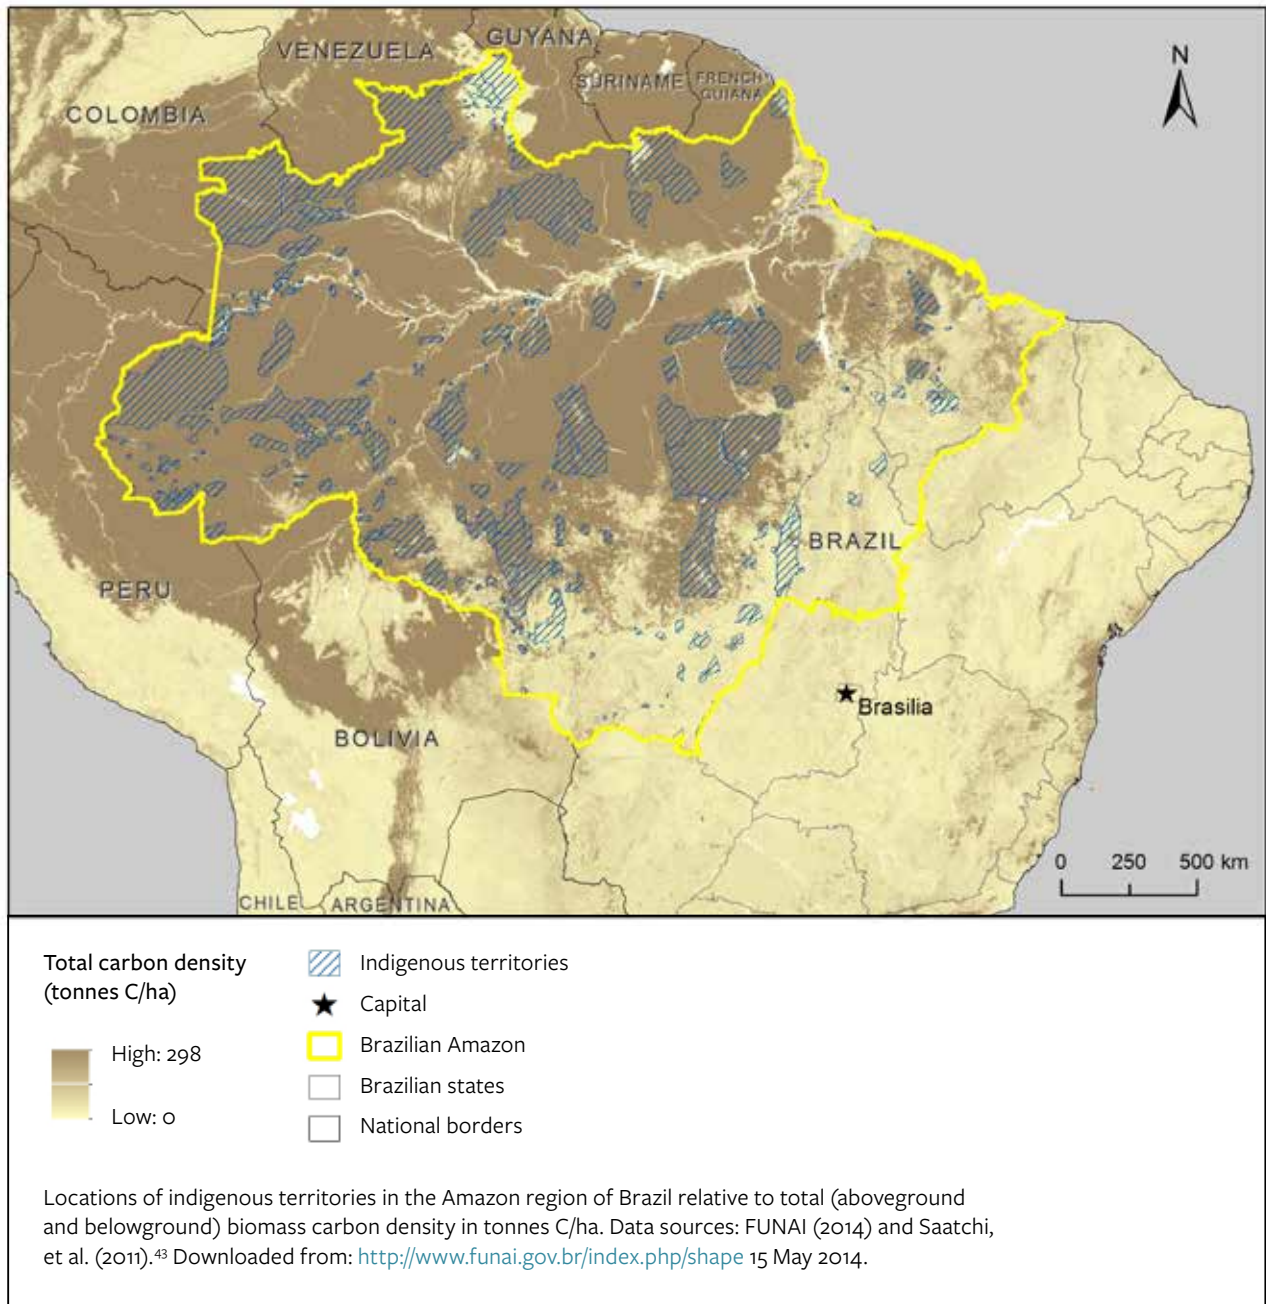 VENEZUELA
GUYANA
SURINAME
FRENCH
GUIANA
N
COLOMBIA
BRAZIL
PERU
Brasilia
BOLIVIA
0 250 500 km
CHILE
ARGENTINA
Total carbon density
(tonnes C/ha)
High: 298
Low: 0
Indigenous territories
Capital
Brazilian Amazon
Brazilian states
National borders
Locations of indigenous territories in the Amazon region of Brazil relative to total (aboveground
and belowground) biomass carbon density in tonnes C/ha. Data sources: FUNAI (2014) and Saatchi,
et al. (2011).⁴³ Downloaded from: http://www.funai.gov.br/index.php/shape 15 May 2014.